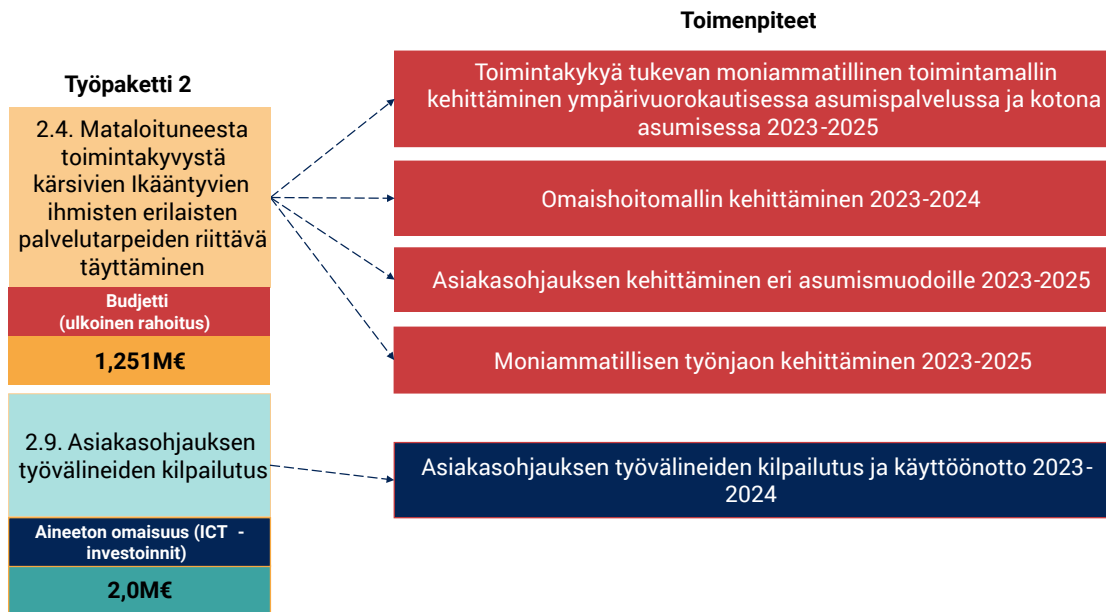 Toimenpiteet
Työpaketti 2
2.4. Mataloituneesta
toimintakyvystä
kärsivien Ikääntyvien
ihmisten erilaisten
palvelutarpeiden riittävä
täyttäminen
Budjetti
(ulkoinen rahoitus)
1,251M€
2.9. Asiakasohjauksen
työvälineiden kilpailutus
Aineeton omaisuus (ICT -
investoinnit)
2,0M€
Toimintakykyä tukevan moniammatillinen toimintamallin
kehittäminen ympärivuorokautisessa asumispalvelussa ja kotona
asumisessa 2023-2025
Omaishoitomallin kehittäminen 2023-2024
Asiakasohjauksen kehittäminen eri asumismuodoille 2023-2025
Moniammatillisen työnjaon kehittäminen 2023-2025
Asiakasohjauksen työvälineiden kilpailutus ja käyttöönotto 2023-
2024